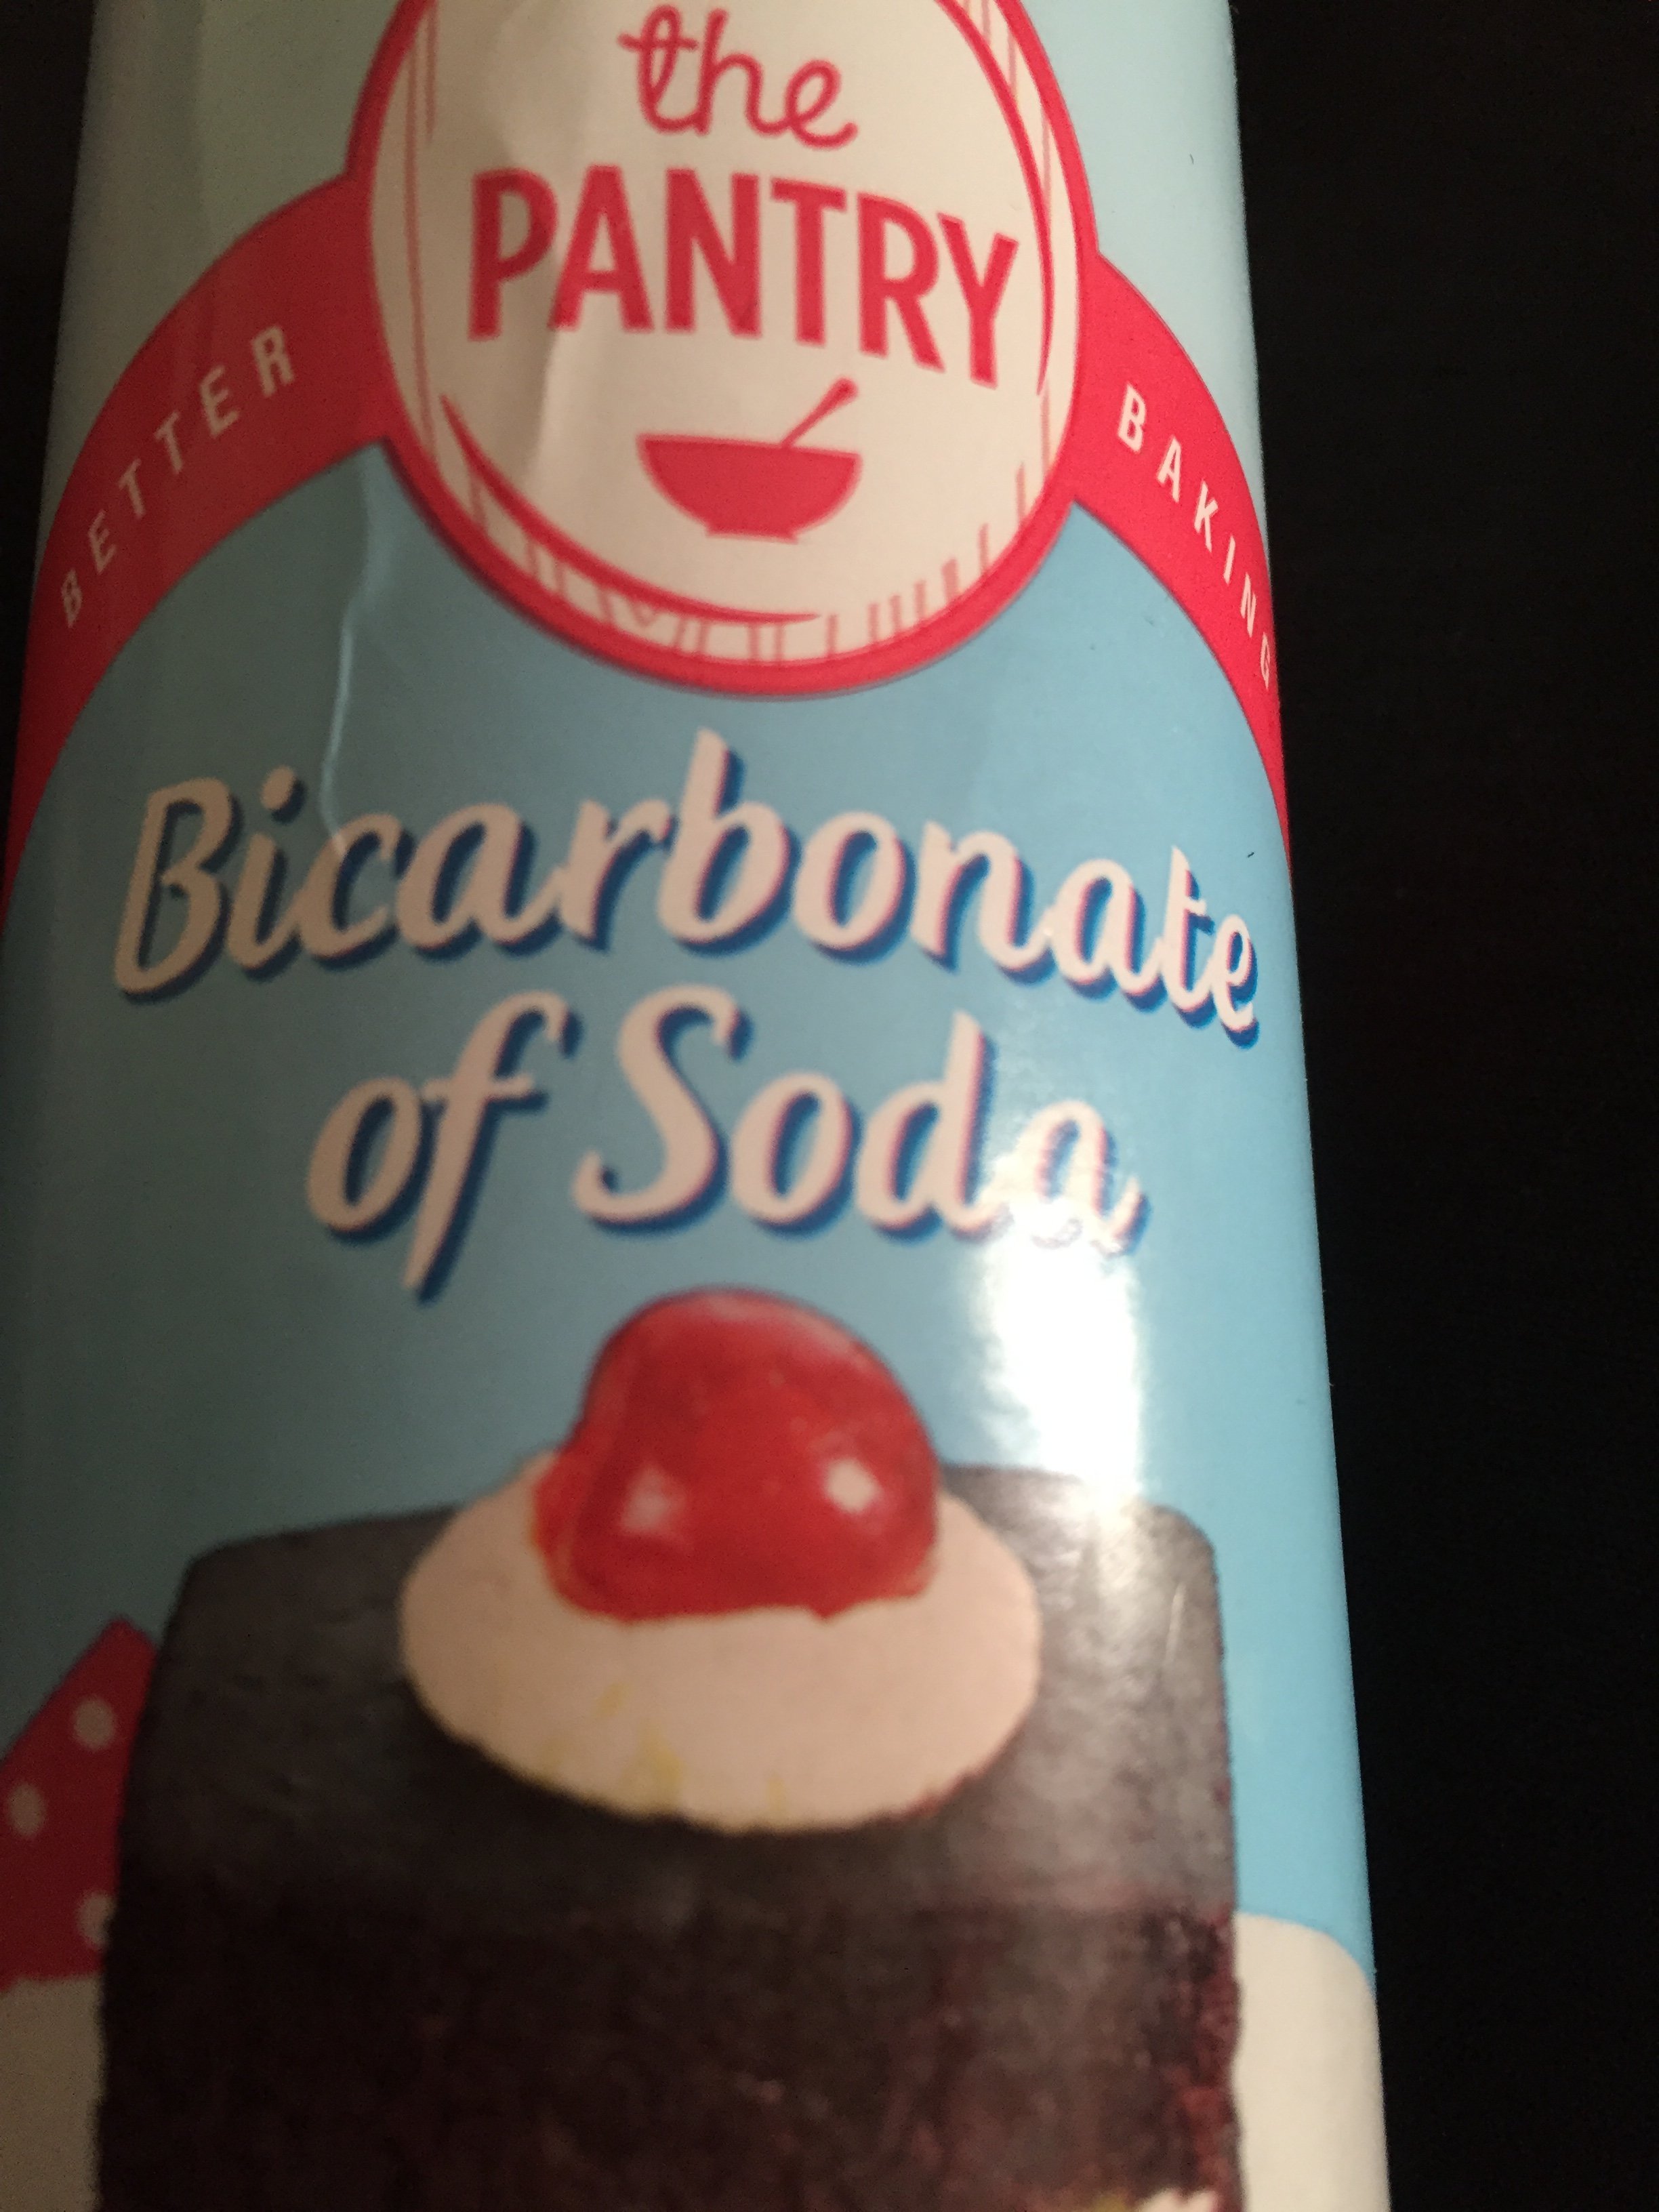 the
PANTRY
BETTER BAKING
Bicarbonate
of Soda